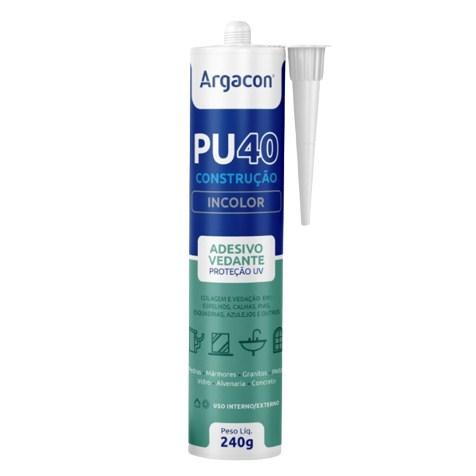 Argacon®
PU40
CONSTRUÇÃO
INCOLOR
ADESIVO
VEDANTE
PROTEÇÃO UV
COLAGEM E VEDAÇÃO EM:
ESPELHOS, CALHAS, PIAS,
ESQUADRIAS, AZULEJOS E OUTROS
Mármores · Granitos
Vidro · Alvenaria · Concreto
USO INTERNO/EXTERNO
Peso Líq.
240g